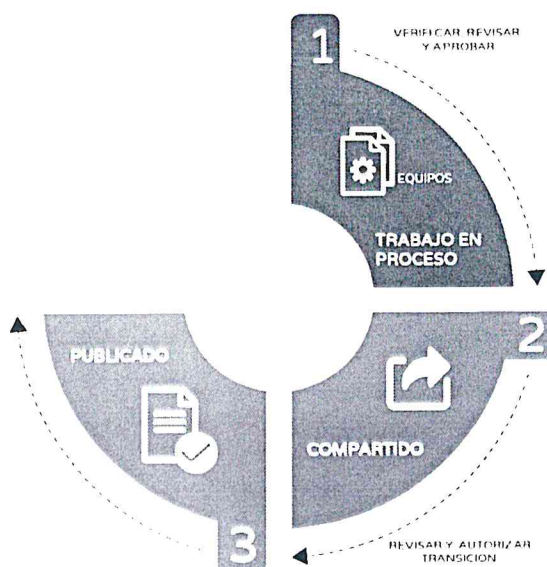 1
VERIFICAR, REVISAR
Y APROBAR
EQUIPOS
TRABAJO EN
PROCESO
2
COMPARTIDO
REVISAR Y AUTORIZAR
TRANSICION
3
PUBLICADO